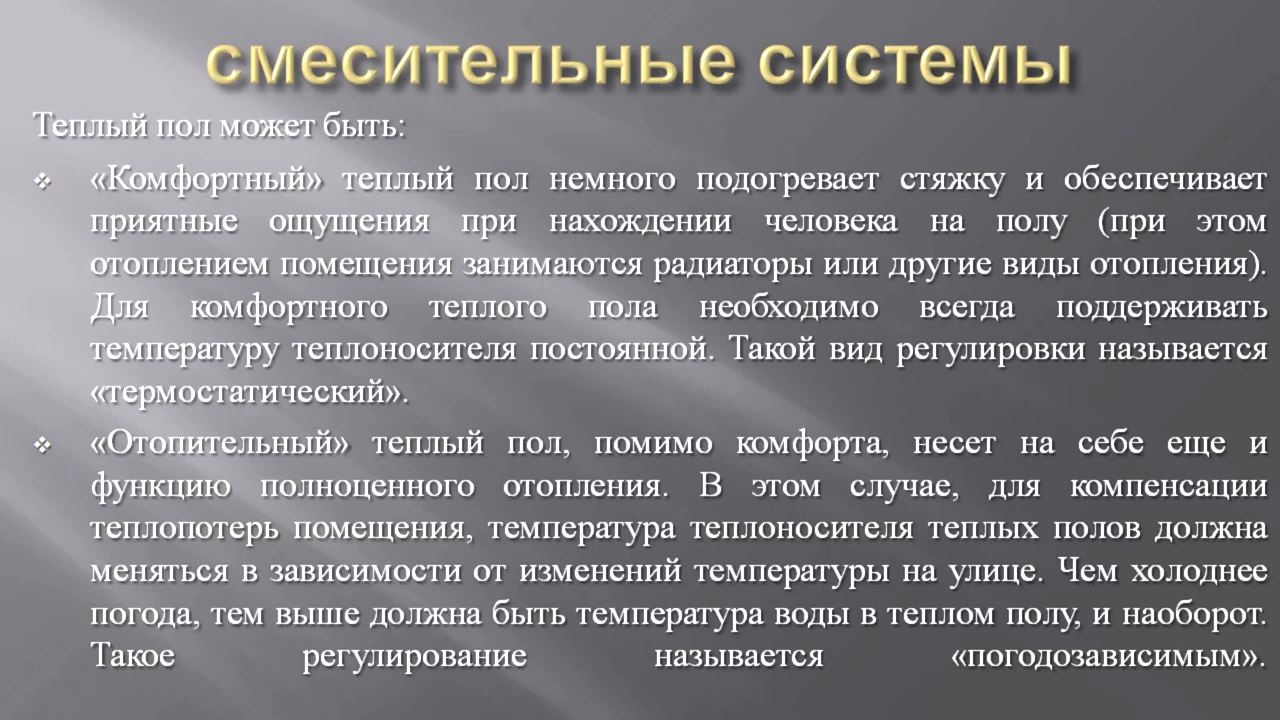 смесительные системы
Теплый пол может быть:
❖ «Комфортный» теплый пол немного подогревает стяжку и обеспечивает
приятные ощущения при нахождении человека на полу (при этом
отоплением помещения занимаются радиаторы или другие виды отопления).
Для комфортного теплого пола необходимо всегда поддерживать
температуру теплоносителя постоянной. Такой вид регулировки называется
«термостатический».
❖ «Отопительный» теплый пол, помимо комфорта, несет на себе еще и
функцию полноценного отопления. В этом случае, для компенсации
теплопотерь помещения, температура теплоносителя теплых полов должна
меняться в зависимости от изменений температуры на улице. Чем холоднее
погода, тем выше должна быть температура воды в теплом полу, и наоборот.
Такое регулирование называется «погодозависимым».